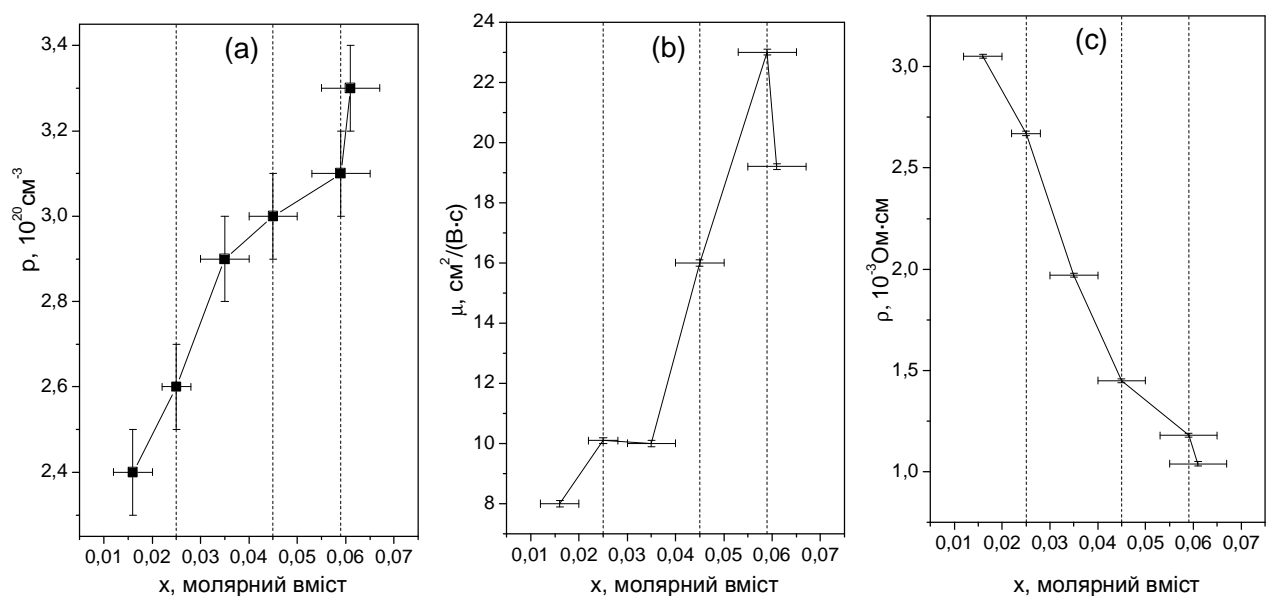 (a)
3,4
3,2
3,0
2,8
2,6
2,4
p, 10²⁰см⁻³
0,01 0,02 0,03 0,04 0,05 0,06 0,07
x, молярний вміст
(b)
24
22
20
18
16
14
12
10
8
μ, см²/(В·с)
0,01 0,02 0,03 0,04 0,05 0,06 0,07
x, молярний вміст
(c)
3,0
2,5
2,0
1,5
1,0
ρ, 10⁻³Ом·см
0,01 0,02 0,03 0,04 0,05 0,06 0,07
x, молярний вміст